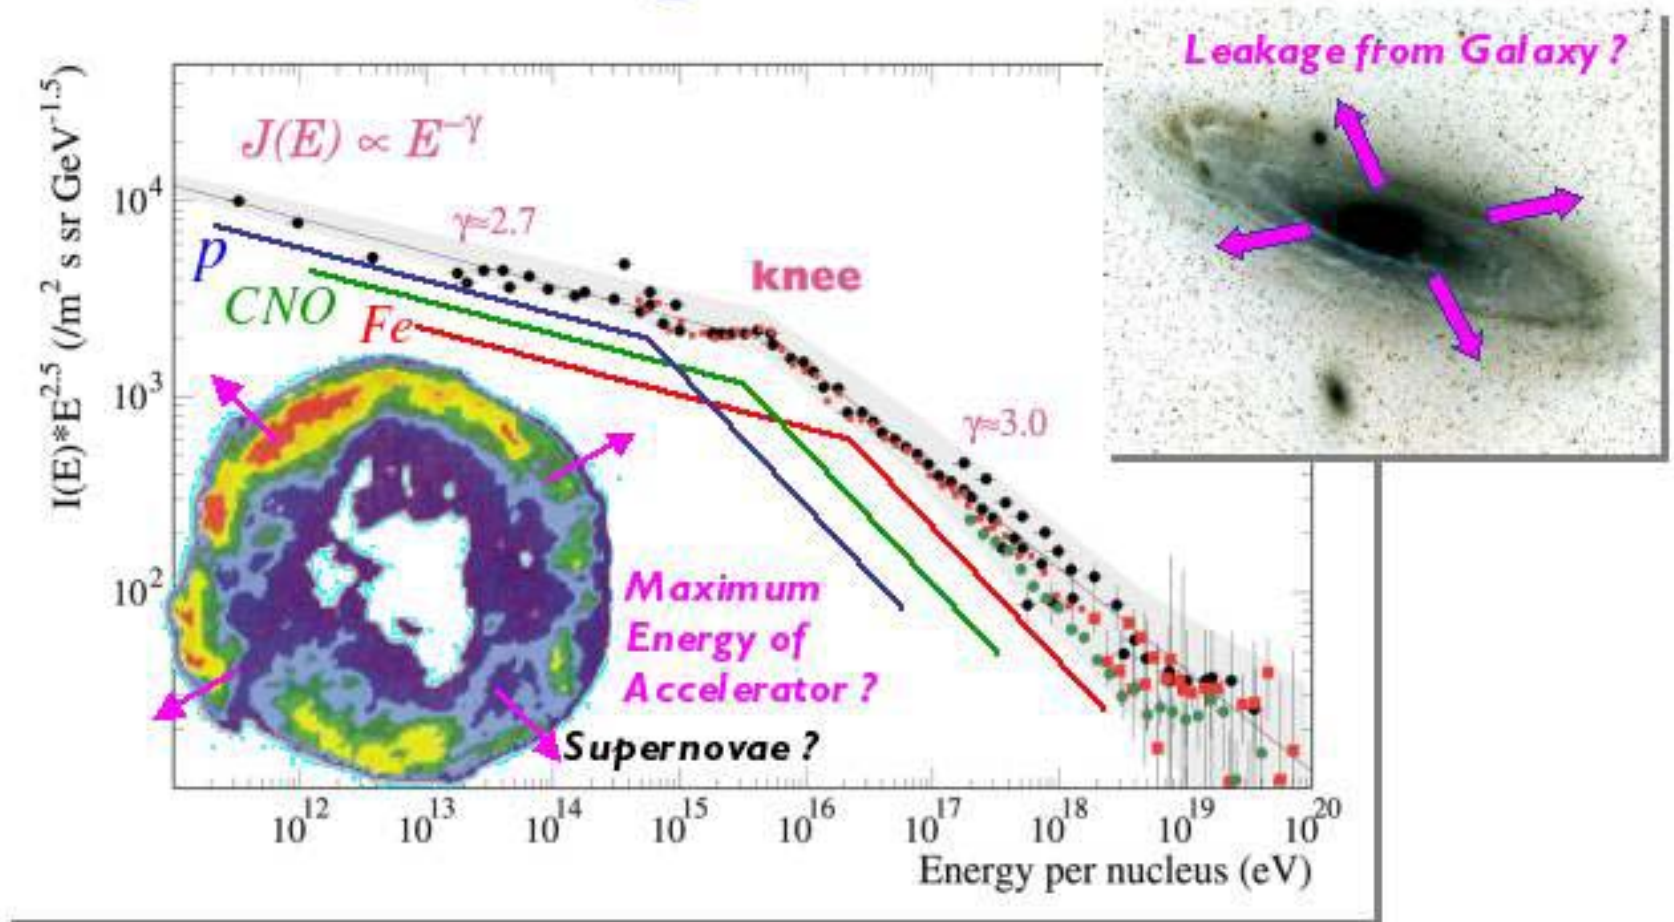 Leakage from Galaxy ?
I(E)*E^2.5 (/m^2 s sr GeV^-1.5)
J(E) ∝ E^−γ
γ≈2.7
knee
γ≈3.0
p
CNO
Fe
10^4
10^3
10^2
Maximum
Energy of
Accelerator ?
Supernovae ?
10^12 10^13 10^14 10^15 10^16 10^17 10^18 10^19 10^20
Energy per nucleus (eV)